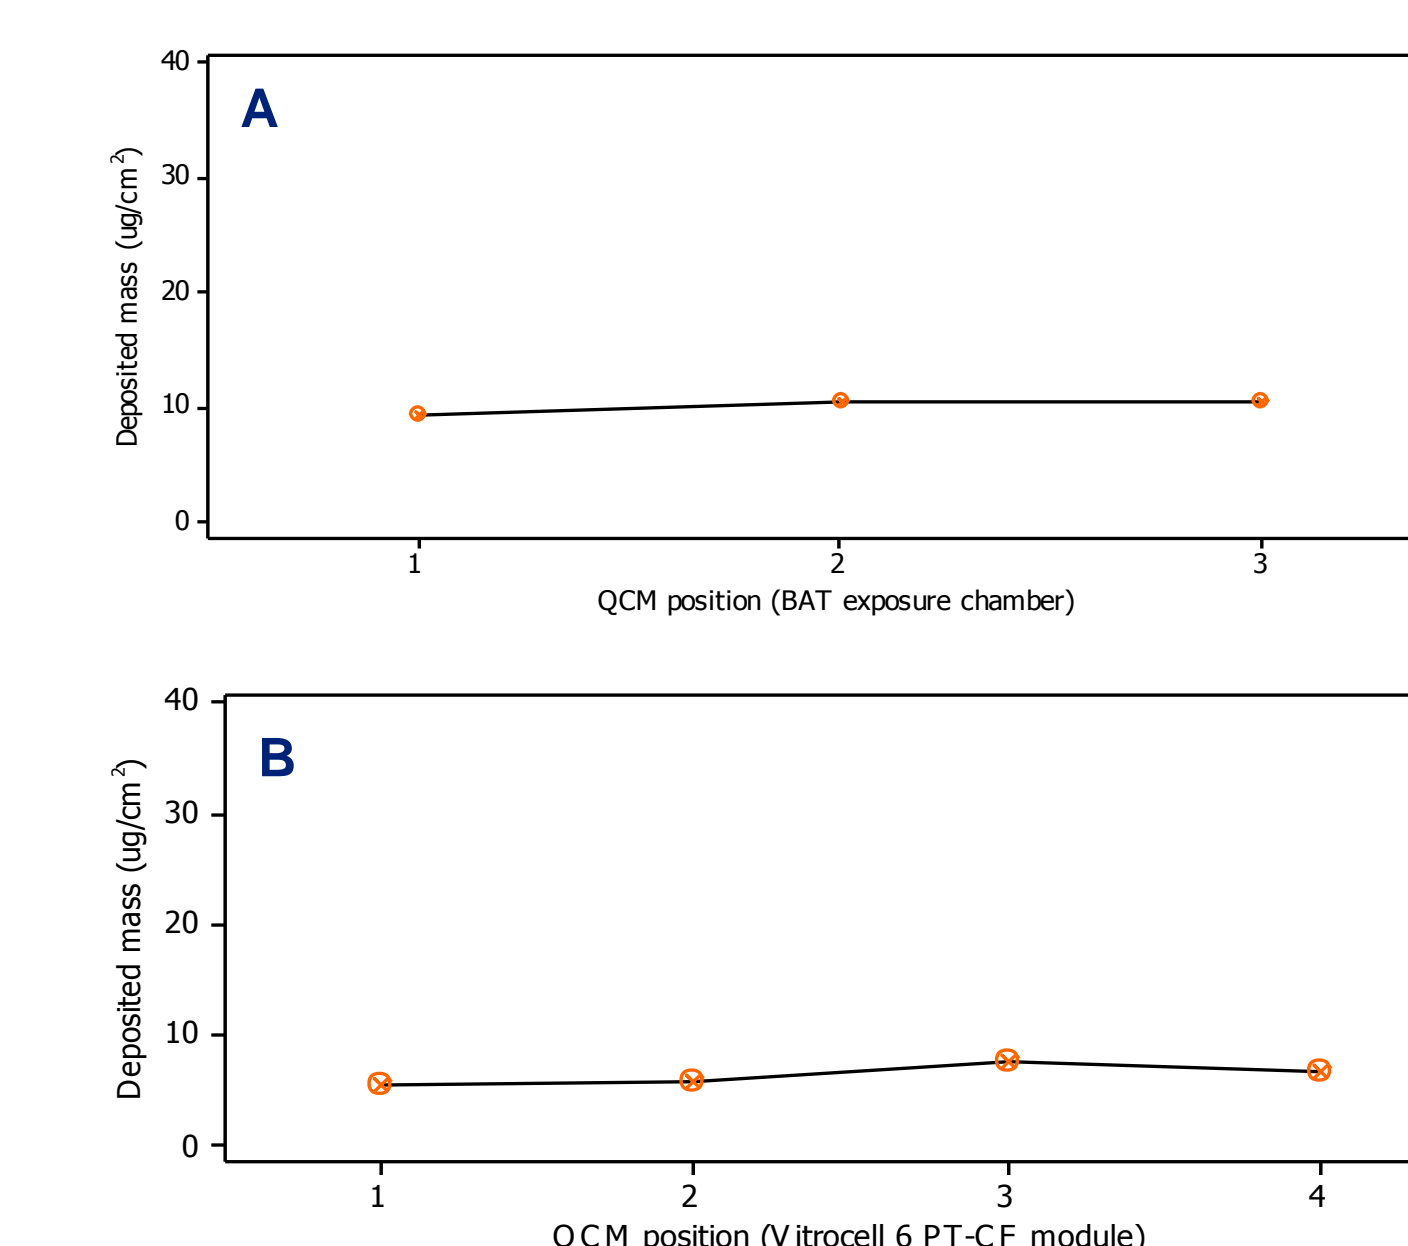 A
40
30
20
10
0
Deposited mass (ug/cm²)
1 2 3
QCM position (BAT exposure chamber)
B
40
30
20
10
0
Deposited mass (ug/cm²)
1 2 3 4
QCM position (Vitrocell 6 PT-CF module)